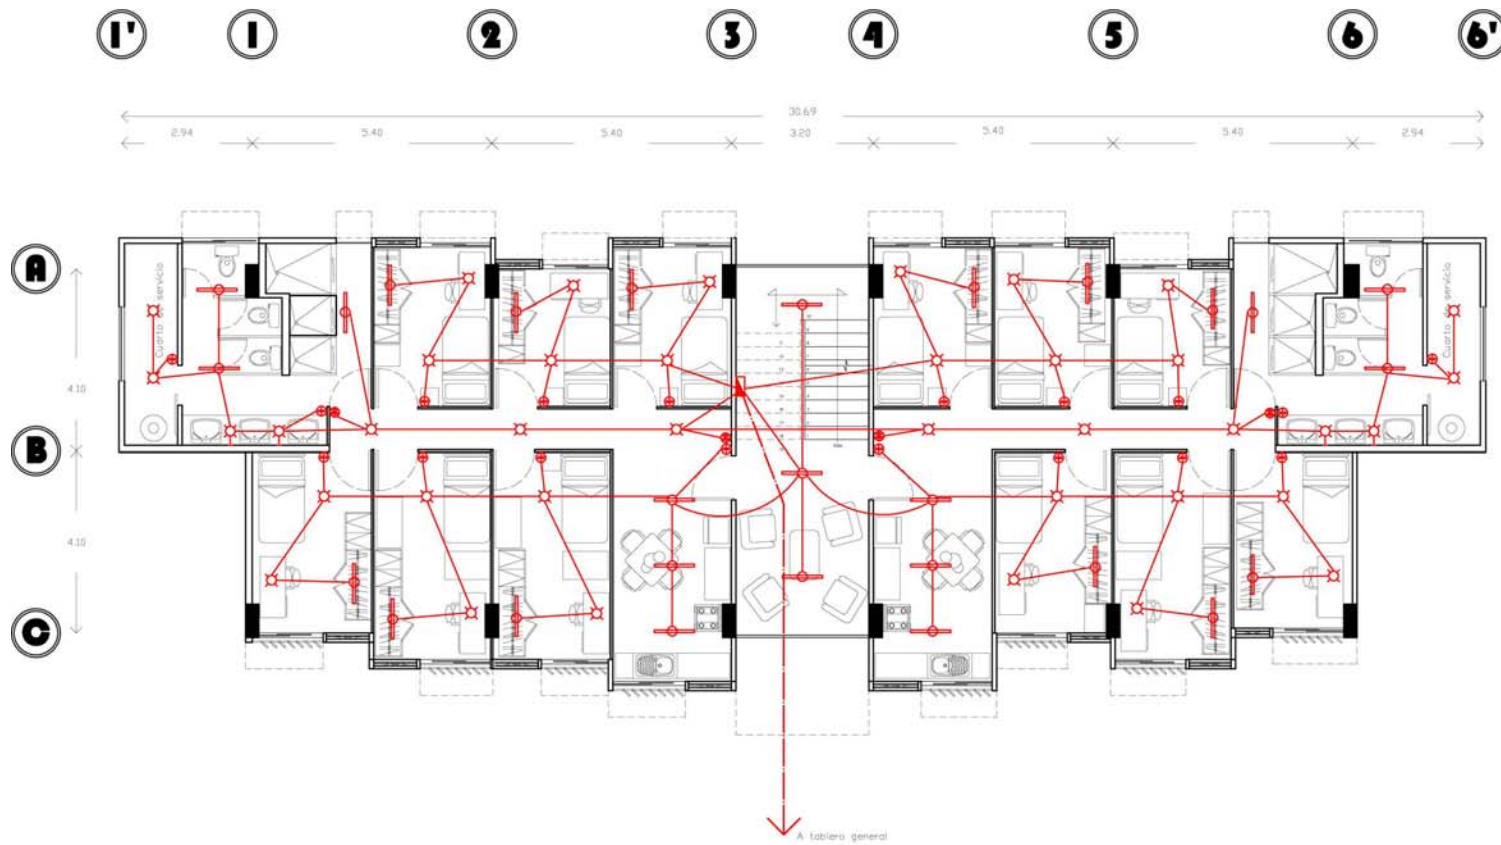 1' 1 2 3 4 5 6 6'
30.69
2.94 5.40 5.40 3.20 5.40 5.40 2.94
A
Cuarto de servicio
Cuarto de servicio
4.10
B
4.10
C
A tablero general